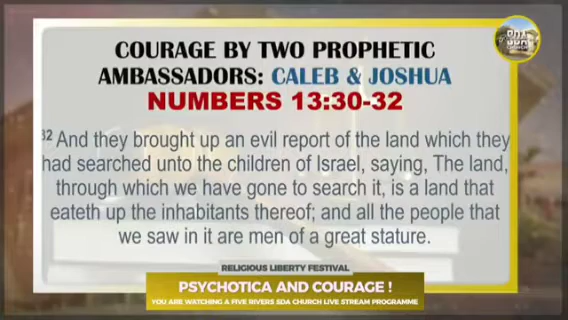 COURAGE BY TWO PROPHETIC
AMBASSADORS: CALEB & JOSHUA
NUMBERS 13:30-32
32 And they brought up an evil report of the land which they
had searched unto the children of Israel, saying, The land,
through which we have gone to search it, is a land that
eateth up the inhabitants thereof; and all the people that
we saw in it are men of a great stature.
RELIGIOUS LIBERTY FESTIVAL
PSYCHOTICA AND COURAGE !
YOU ARE WATCHING A FIVE RIVERS SDA CHURCH LIVE STREAM PROGRAMME